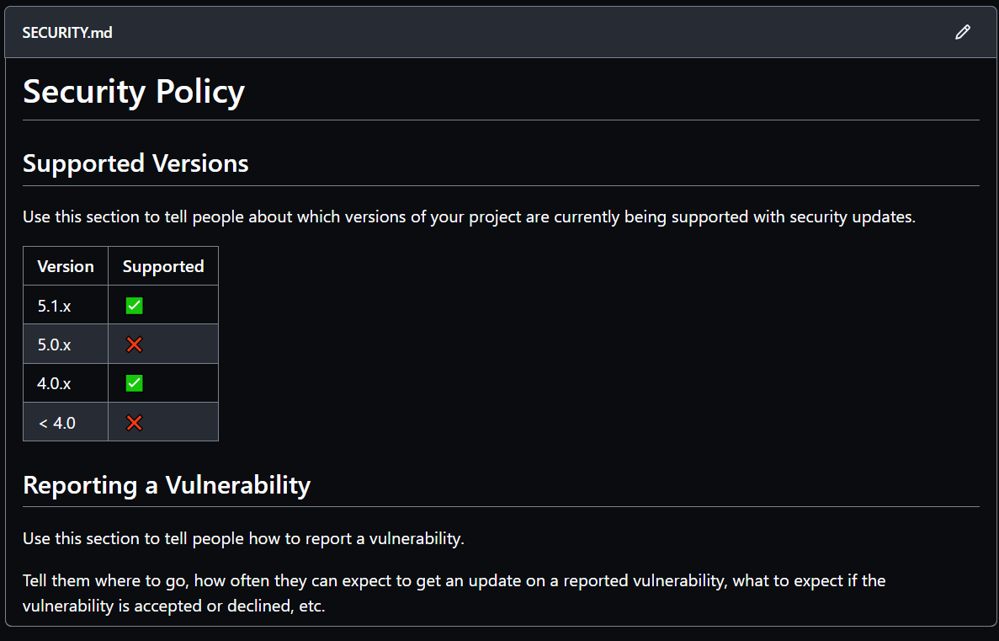 SECURITY.md
Security Policy
Supported Versions
Use this section to tell people about which versions of your project are currently being supported with security updates.
Version Supported
5.1.x ✅
5.0.x ❌
4.0.x ✅
< 4.0 ❌
Reporting a Vulnerability
Use this section to tell people how to report a vulnerability.
Tell them where to go, how often they can expect to get an update on a reported vulnerability, what to expect if the
vulnerability is accepted or declined, etc.